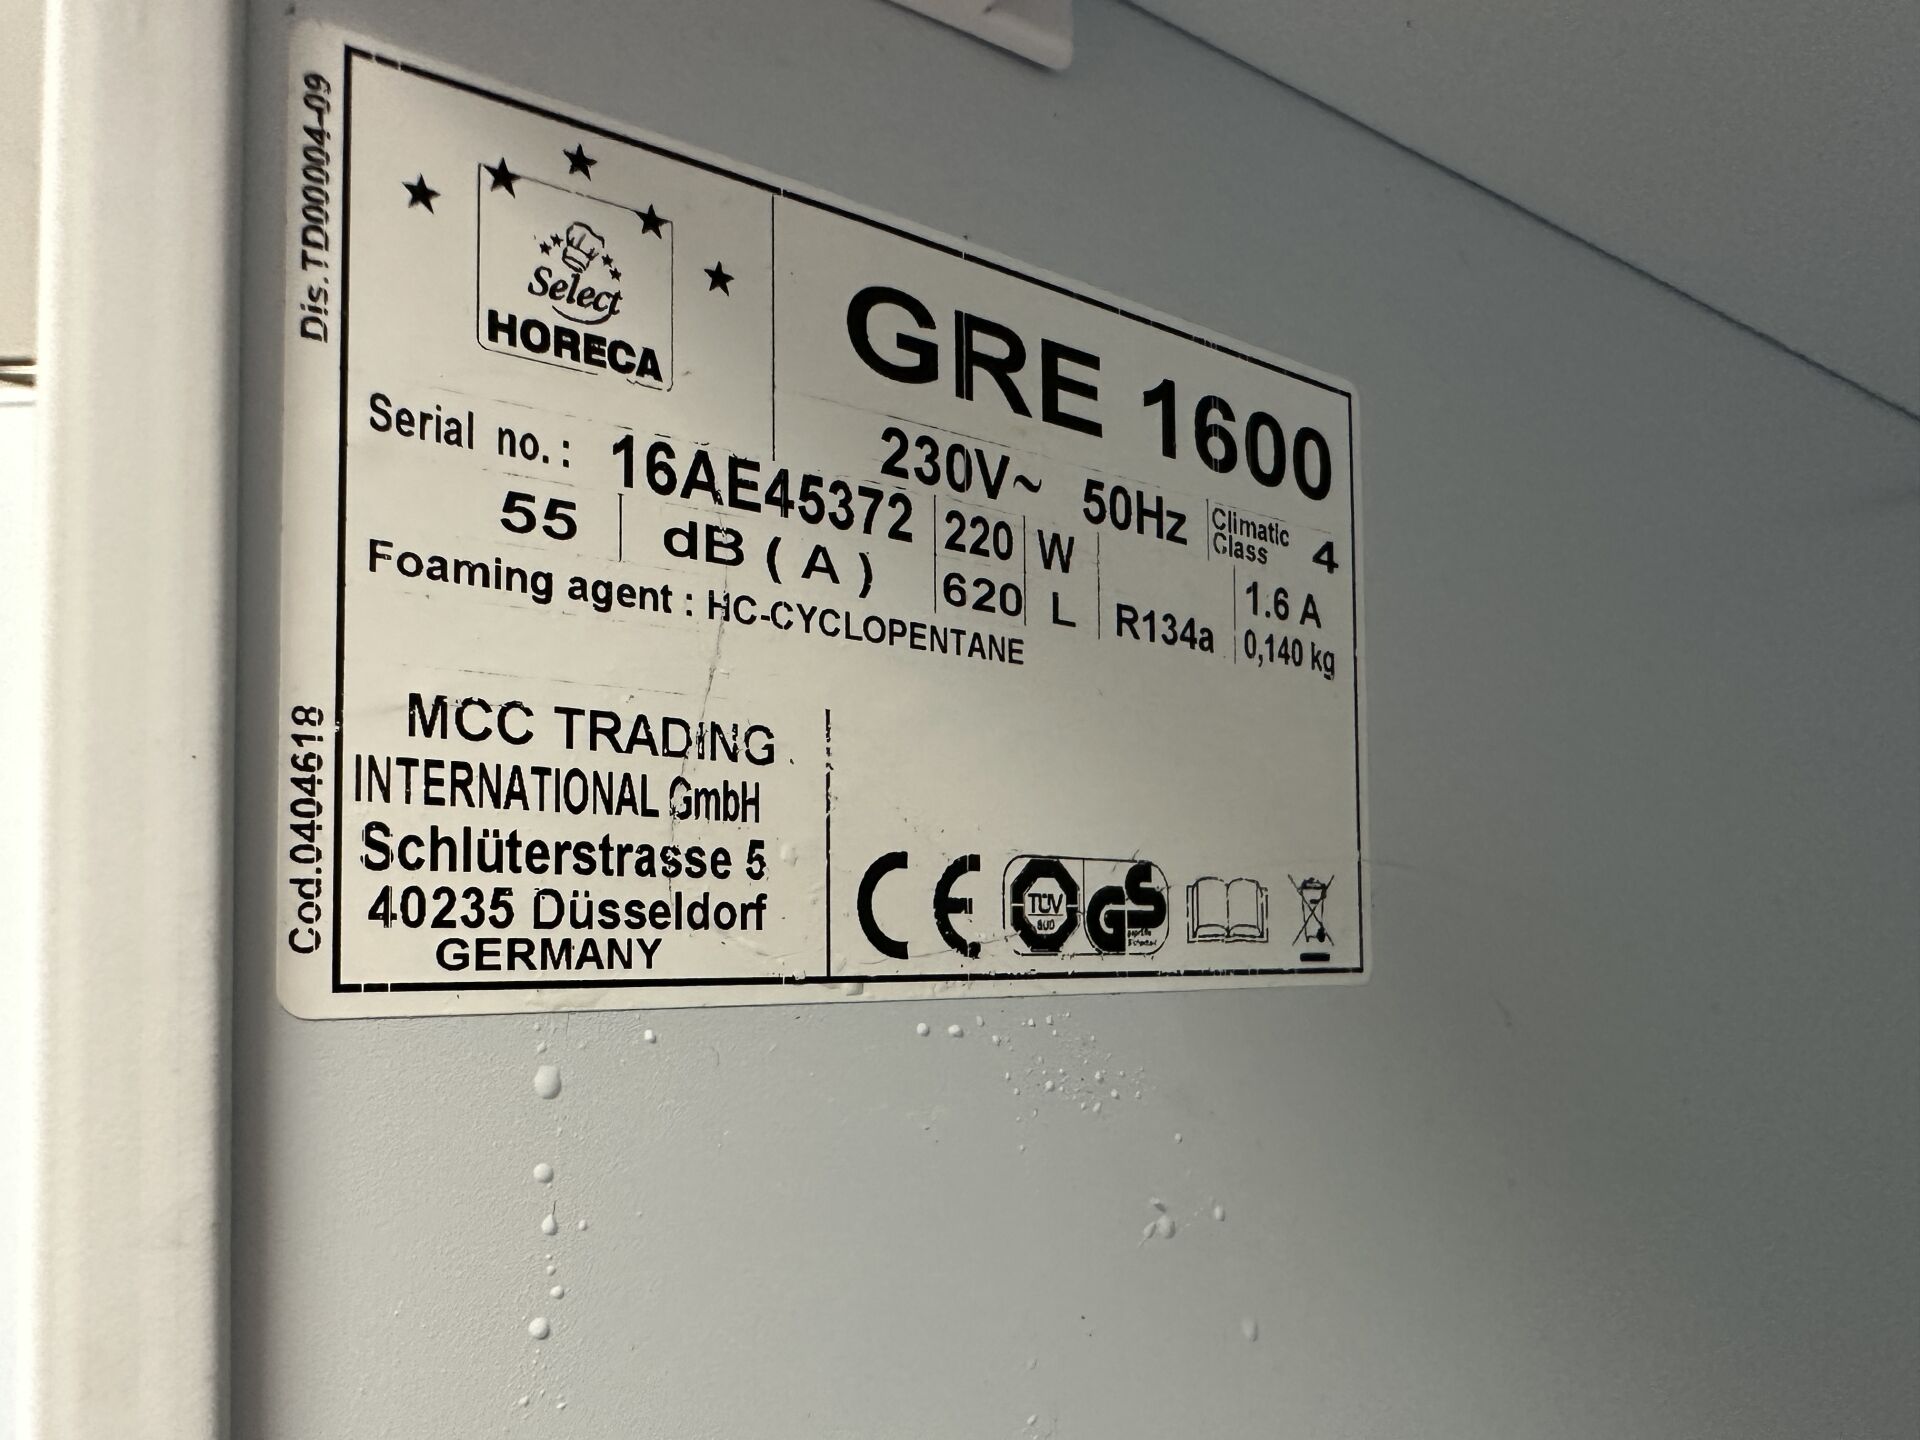 Dis.TD00004-09
Select
HORECA
GRE 1600
230V~ 50Hz Climatic Class 4
Serial no.: 16AE45372 220 W 1.6 A
55 dB (A) 620 L R134a 0,140 kg
Foaming agent : HC-CYCLOPENTANE
MCC TRADING
INTERNATIONAL GmbH
Schlüterstrasse 5
40235 Düsseldorf
GERMANY
Cod.0404618
CE TÜV SÜD GS